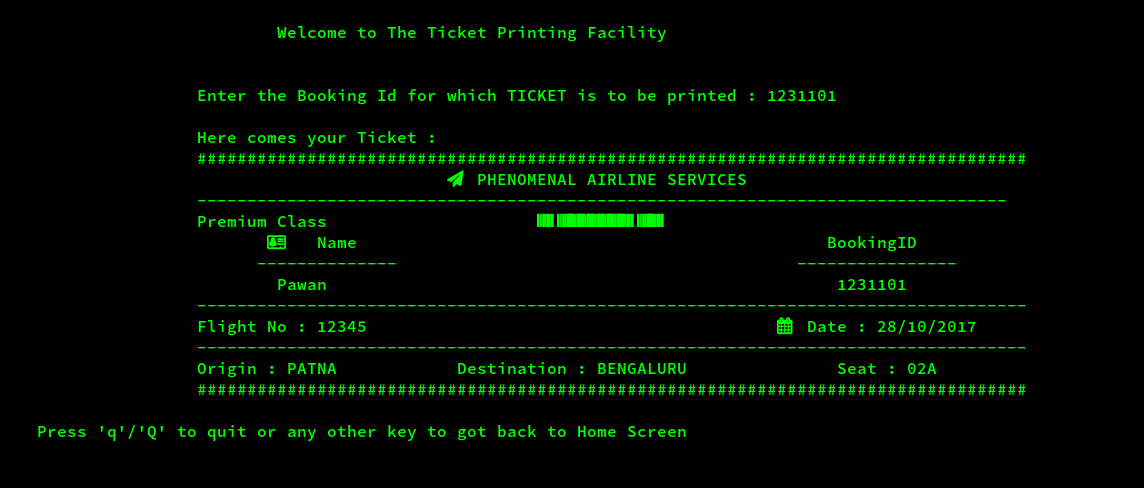 Welcome to The Ticket Printing Facility
Enter the Booking Id for which TICKET is to be printed : 1231101
Here comes your Ticket :
###################################################################################
PHENOMENAL AIRLINE SERVICES
---------------------------------------------------------------------------------
Premium Class
Name BookingID
-------------- ----------------
Pawan 1231101
-----------------------------------------------------------------------------------
Flight No : 12345 Date : 28/10/2017
-----------------------------------------------------------------------------------
Origin : PATNA Destination : BENGALURU Seat : 02A
###################################################################################
Press 'q'/'Q' to quit or any other key to got back to Home Screen